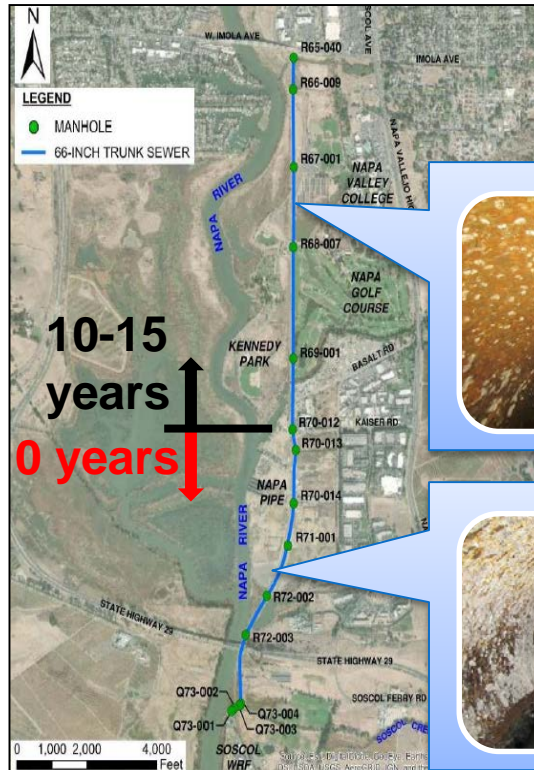 N
W. IMOLA AVE
SOSCOL AVE
R65-040
IMOLA AVE
R66-009
LEGEND
MANHOLE
66-INCH TRUNK SEWER
R67-001
NAPA
VALLEY
COLLEGE
NAPA RIVER
R68-007
NAPA
GOLF
COURSE
10-15
years
KENNEDY
PARK
R69-001
BASALT RD
R70-012
KAISER RD
R70-013
0 years
NAPA
PIPE
R70-014
NAPA RIVER
R71-001
R72-002
STATE HIGHWAY 29
R72-003
STATE HIGHWAY 29
Q73-002
Q73-004
SOSCOL FERRY RD
Q73-001
Q73-003
SOSCOL
WRF
0 1,000 2,000 4,000
Feet